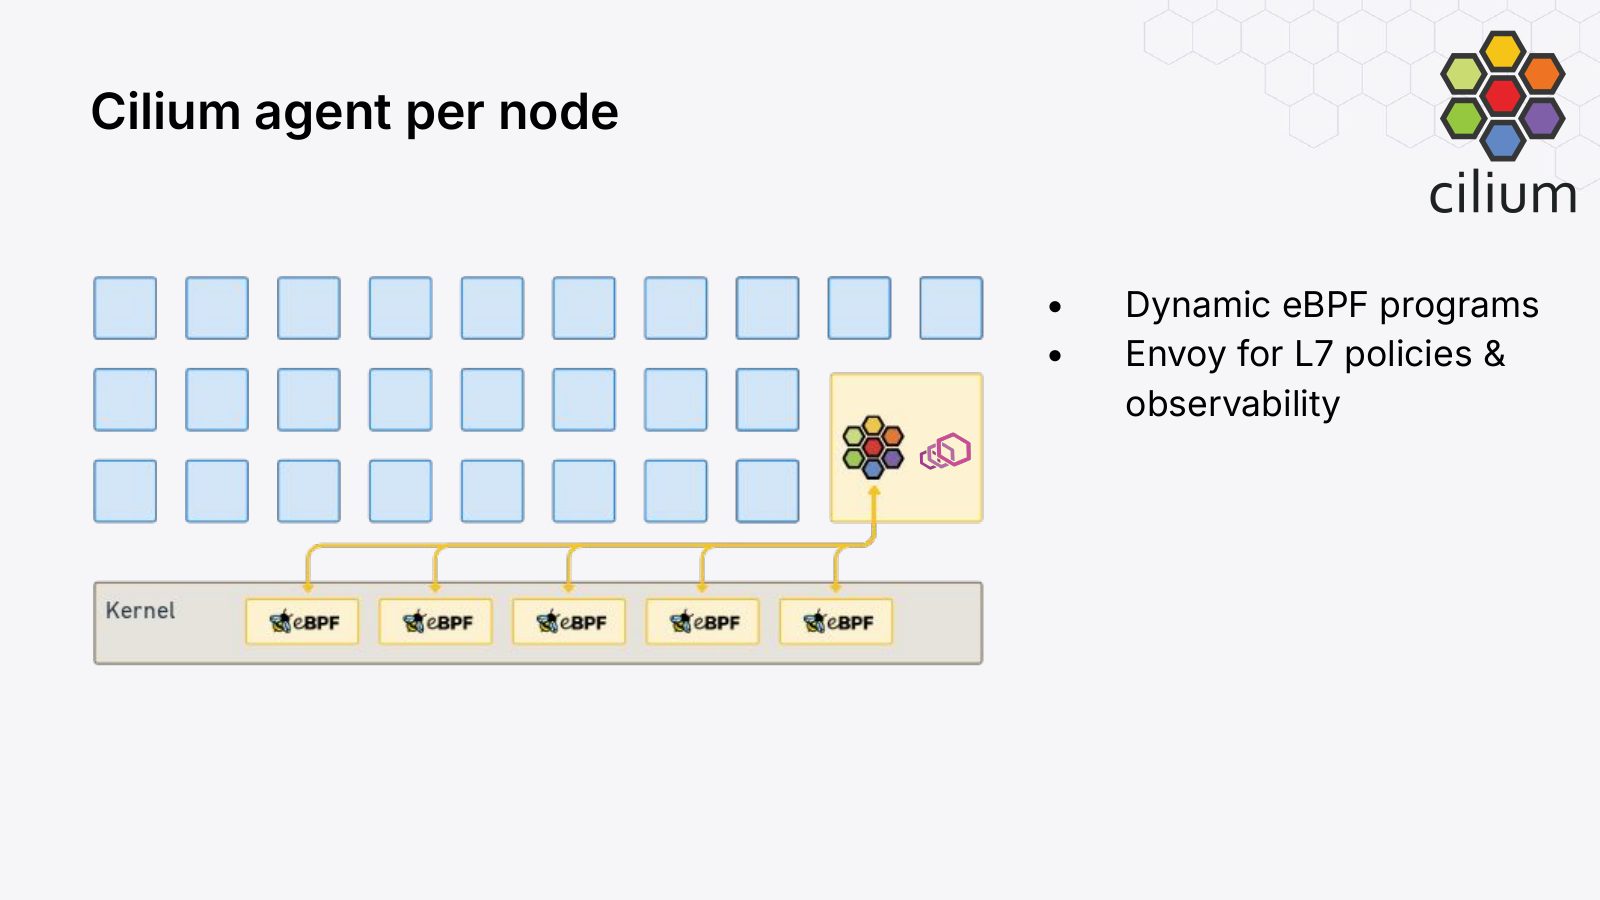 Cilium agent per node
cilium
• Dynamic eBPF programs
• Envoy for L7 policies &
observability
Kernel
eBPF
eBPF
eBPF
eBPF
eBPF